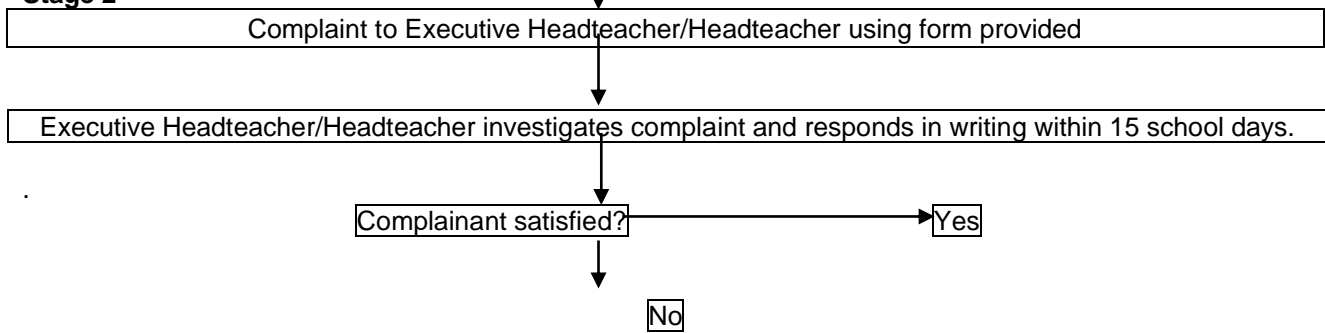 Stage 2
Complaint to Executive Headteacher/Headteacher using form provided
Executive Headteacher/Headteacher investigates complaint and responds in writing within 15 school days.
.
Complainant satisfied?
Yes
No